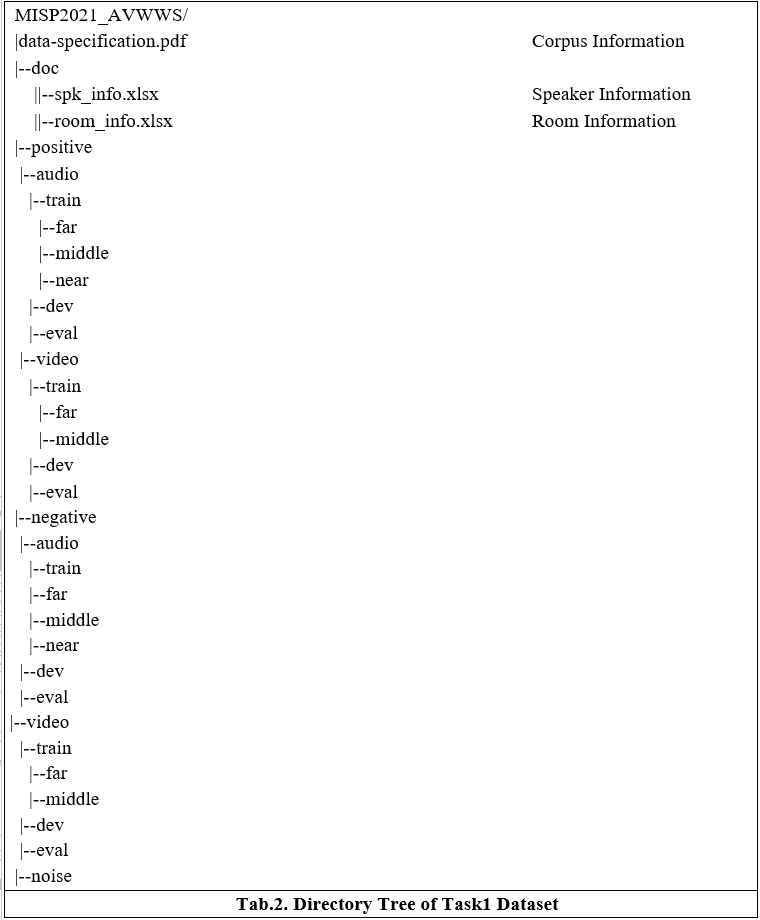 MISP2021_AVWWS/
|data-specification.pdf Corpus Information
|--doc
||--spk_info.xlsx Speaker Information
||--room_info.xlsx Room Information
|--positive
|--audio
|--train
|--far
|--middle
|--near
|--dev
|--eval
|--video
|--train
|--far
|--middle
|--dev
|--eval
|--negative
|--audio
|--train
|--far
|--middle
|--near
|--dev
|--eval
|--video
|--train
|--far
|--middle
|--dev
|--eval
|--noise
Tab.2. Directory Tree of Task1 Dataset